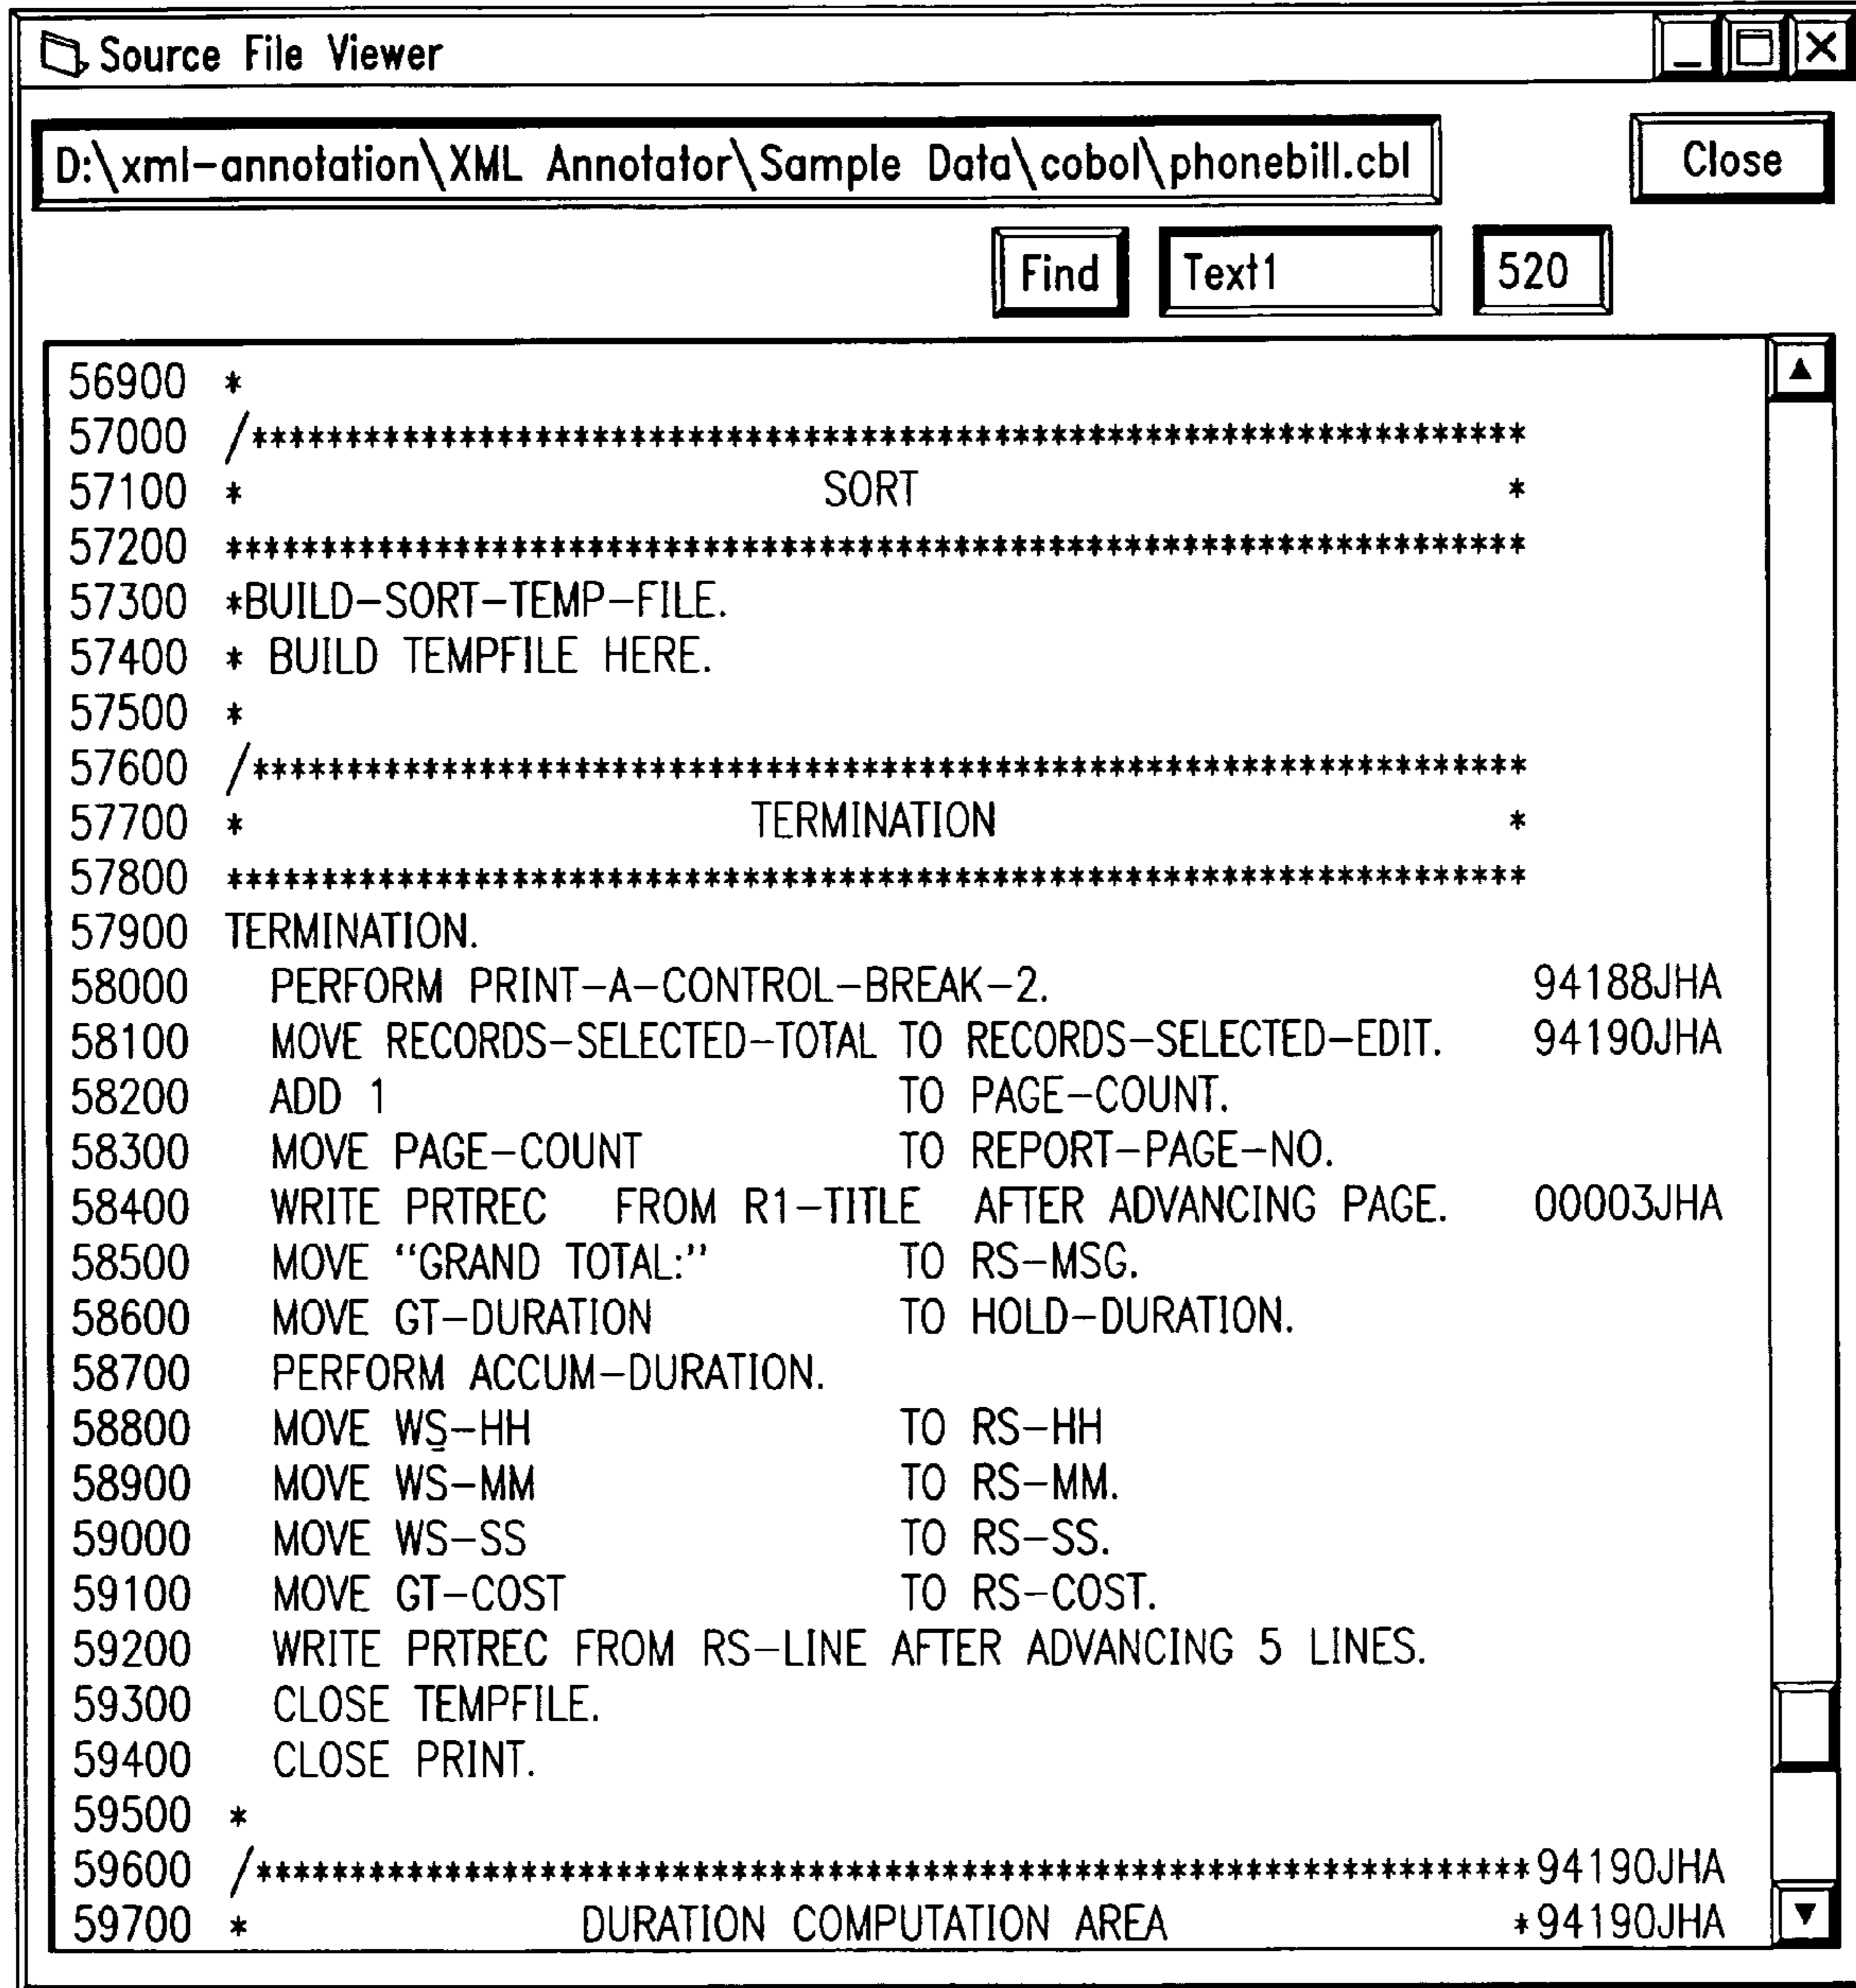 Source File Viewer
D:\xml-annotation\XML Annotator\Sample Data\cobol\phonebill.cbl Close
Find Text1 520
56900 *
57000 /********************************************************************
57100 * SORT *
57200 *********************************************************************
57300 *BUILD-SORT-TEMP-FILE.
57400 * BUILD TEMPFILE HERE.
57500 *
57600 /********************************************************************
57700 * TERMINATION *
57800 *********************************************************************
57900 TERMINATION.
58000 PERFORM PRINT-A-CONTROL-BREAK-2. 94188JHA
58100 MOVE RECORDS-SELECTED-TOTAL TO RECORDS-SELECTED-EDIT. 94190JHA
58200 ADD 1 TO PAGE-COUNT.
58300 MOVE PAGE-COUNT TO REPORT-PAGE-NO.
58400 WRITE PRTREC FROM R1-TITLE AFTER ADVANCING PAGE. 00003JHA
58500 MOVE “GRAND TOTAL:” TO RS-MSG.
58600 MOVE GT-DURATION TO HOLD-DURATION.
58700 PERFORM ACCUM-DURATION.
58800 MOVE WS-HH TO RS-HH
58900 MOVE WS-MM TO RS-MM.
59000 MOVE WS-SS TO RS-SS.
59100 MOVE GT-COST TO RS-COST.
59200 WRITE PRTREC FROM RS-LINE AFTER ADVANCING 5 LINES.
59300 CLOSE TEMPFILE.
59400 CLOSE PRINT.
59500 *
59600 /********************************************************************94190JHA
59700 * DURATION COMPUTATION AREA *94190JHA